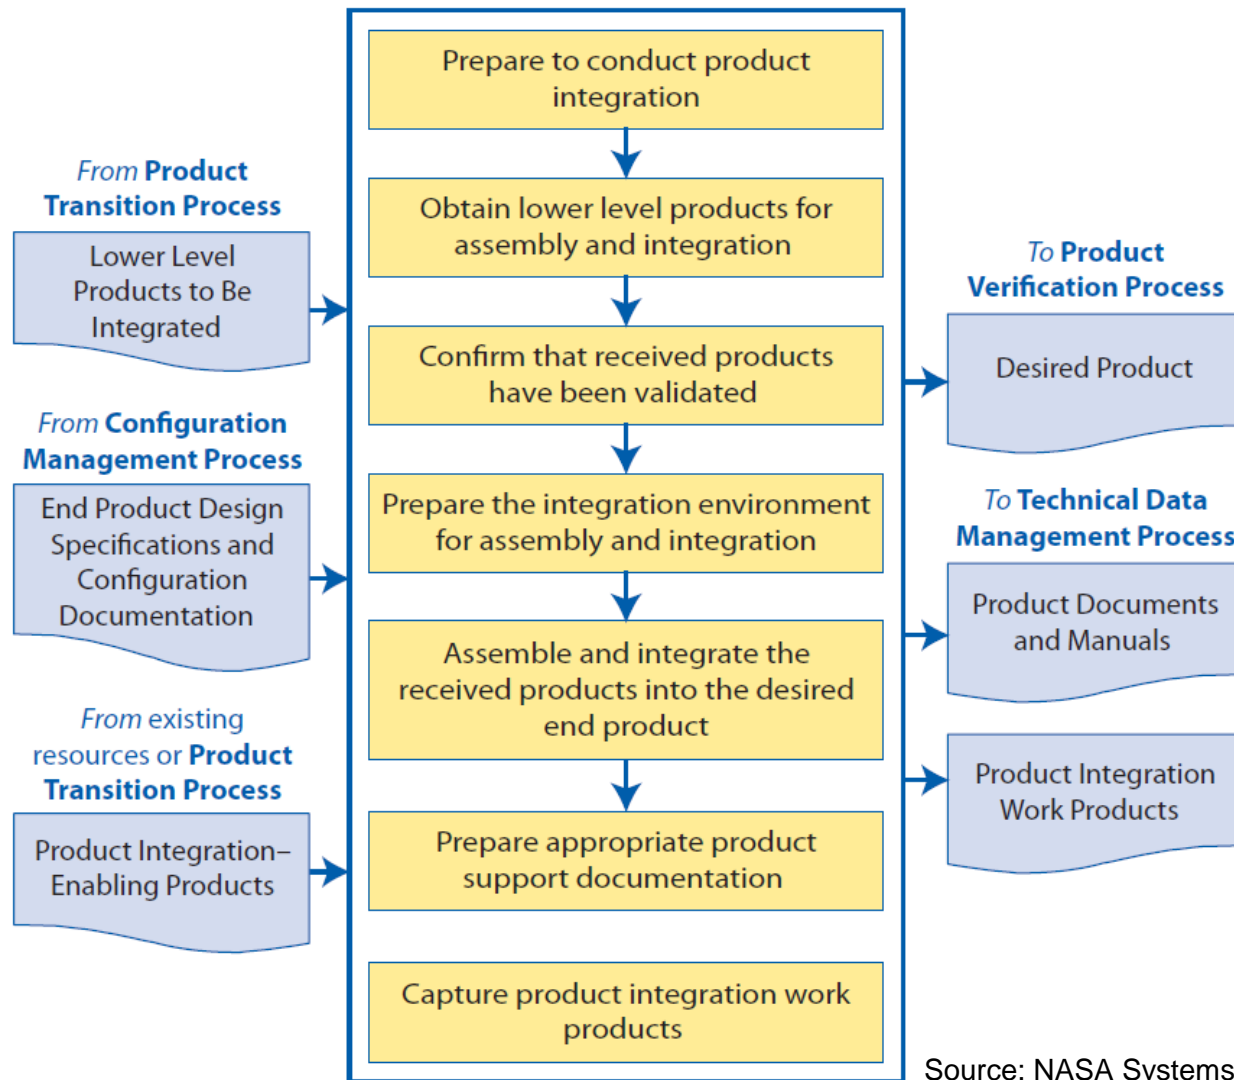 From Product
Transition Process
Lower Level
Products to Be
Integrated
From Configuration
Management Process
End Product Design
Specifications and
Configuration
Documentation
From existing
resources or Product
Transition Process
Product Integration–
Enabling Products
Prepare to conduct product
integration
Obtain lower level products for
assembly and integration
Confirm that received products
have been validated
Prepare the integration environment
for assembly and integration
Assemble and integrate the
received products into the desired
end product
Prepare appropriate product
support documentation
Capture product integration work
products
To Product
Verification Process
Desired Product
To Technical Data
Management Process
Product Documents
and Manuals
Product Integration
Work Products
Source: NASA Systems